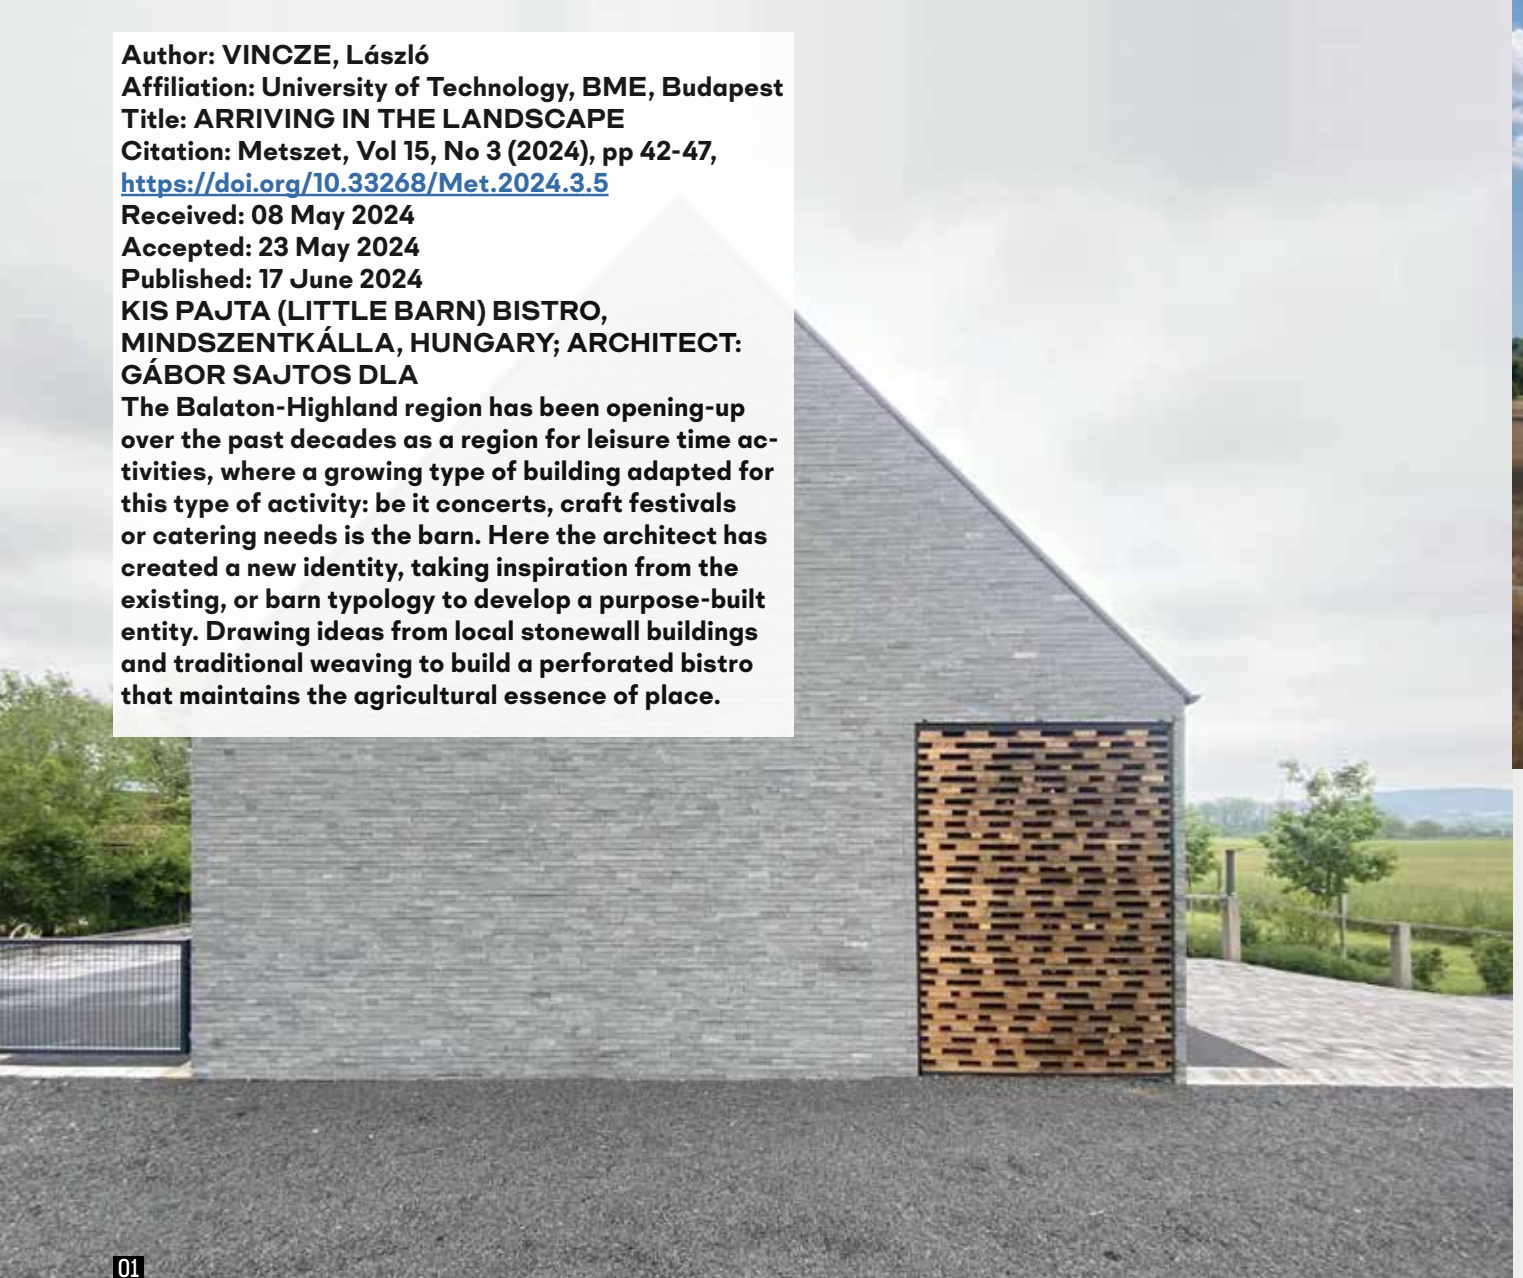 Author: VINCZE, László
Affiliation: University of Technology, BME, Budapest
Title: ARRIVING IN THE LANDSCAPE
Citation: Metszet, Vol 15, No 3 (2024), pp 42-47,
https://doi.org/10.33268/Met.2024.3.5
Received: 08 May 2024
Accepted: 23 May 2024
Published: 17 June 2024
KIS PAJTA (LITTLE BARN) BISTRO,
MINDSZENTKÁLLA, HUNGARY; ARCHITECT:
GÁBOR SAJTOS DLA
The Balaton-Highland region has been opening-up
over the past decades as a region for leisure time ac-
tivities, where a growing type of building adapted for
this type of activity: be it concerts, craft festivals
or catering needs is the barn. Here the architect has
created a new identity, taking inspiration from the
existing, or barn typology to develop a purpose-built
entity. Drawing ideas from local stonewall buildings
and traditional weaving to build a perforated bistro
that maintains the agricultural essence of place.
01